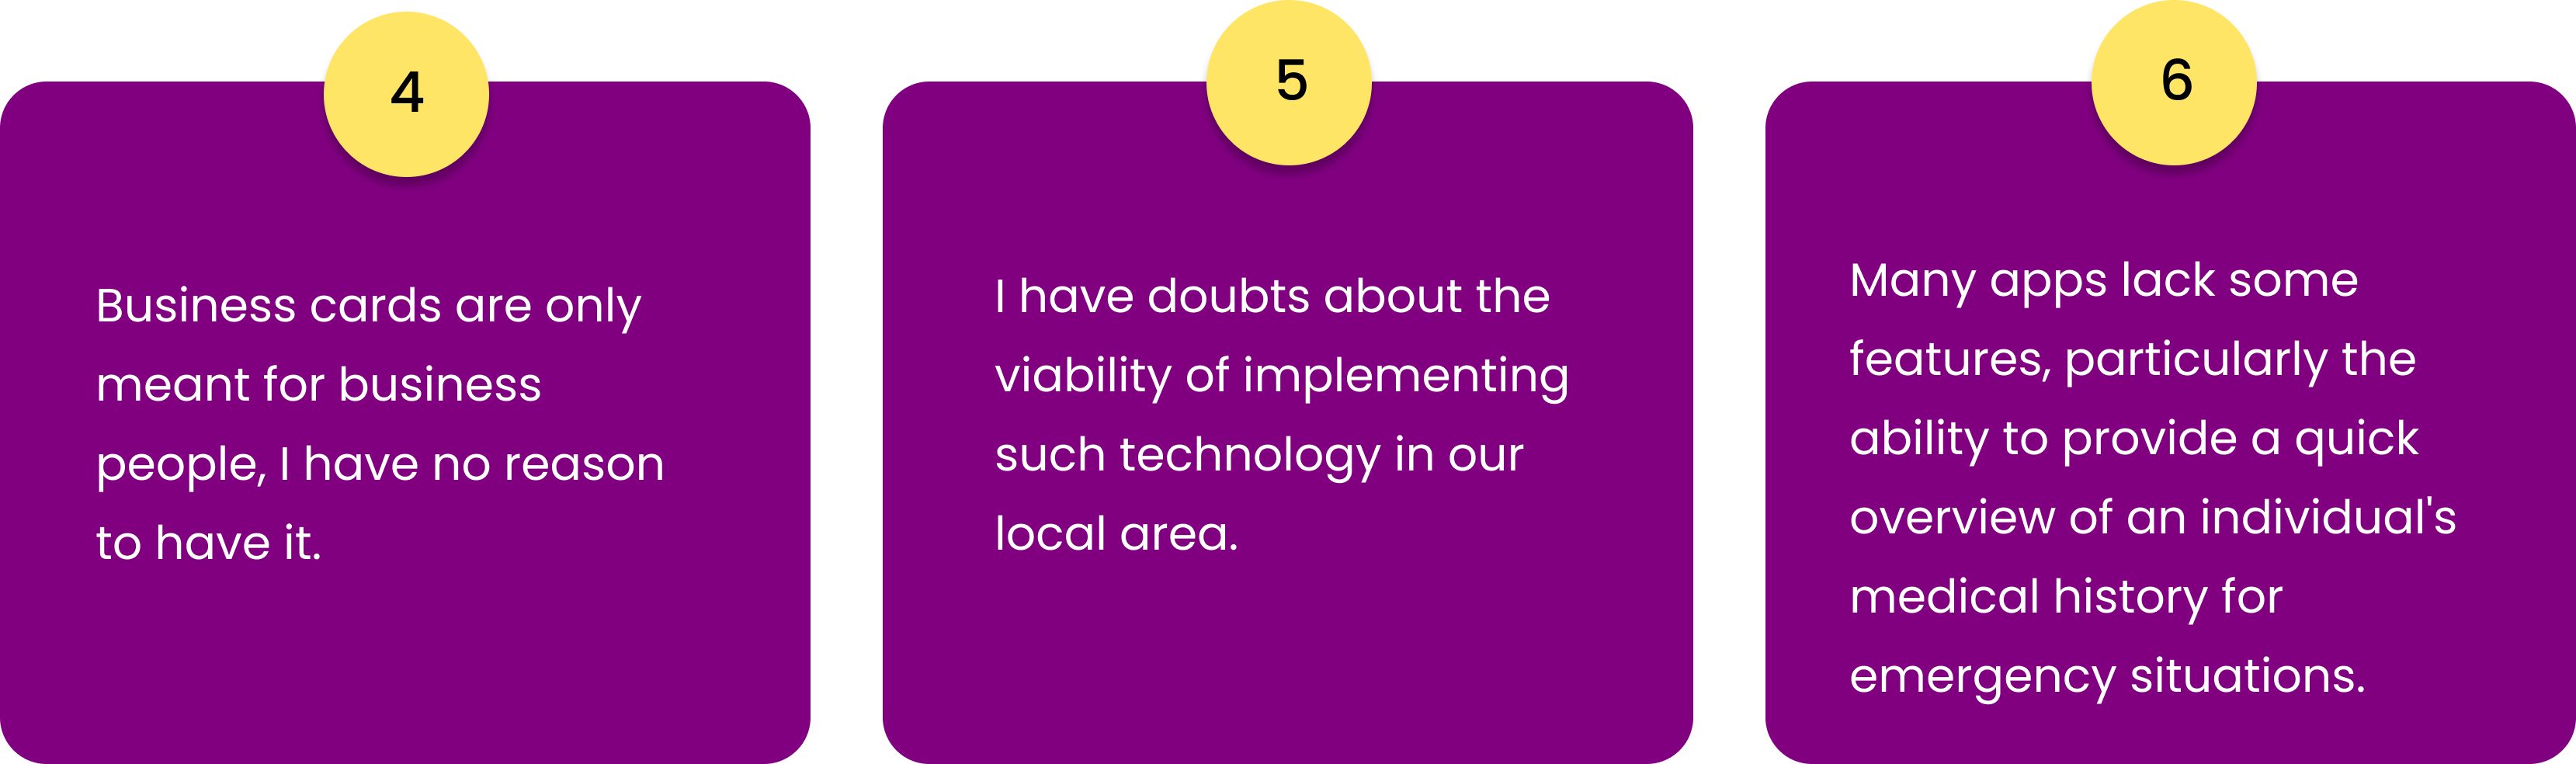 4
Business cards are only
meant for business
people, I have no reason
to have it.
5
I have doubts about the
viability of implementing
such technology in our
local area.
6
Many apps lack some
features, particularly the
ability to provide a quick
overview of an individual's
medical history for
emergency situations.